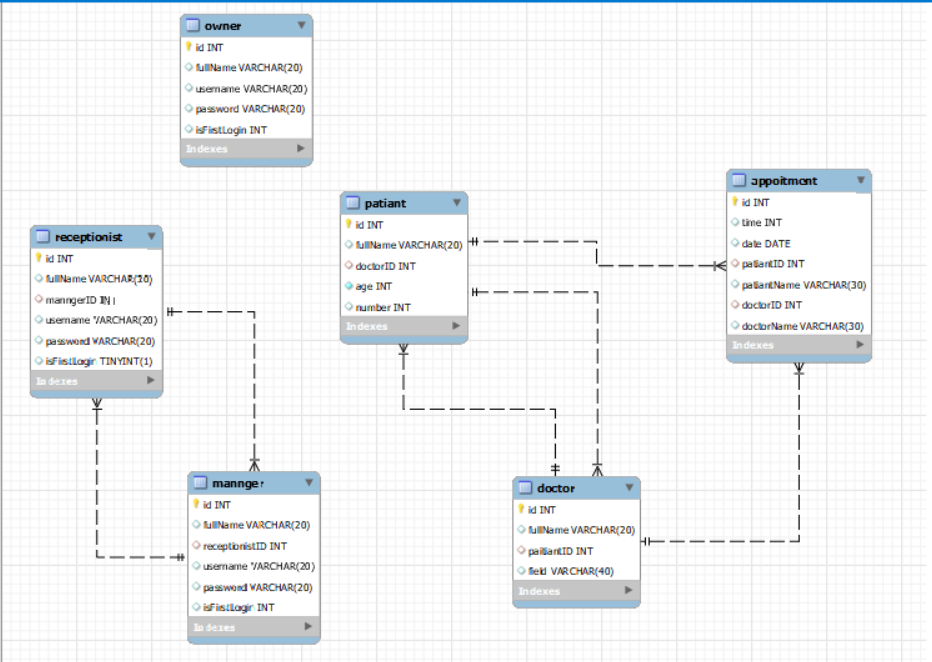 owner
id INT
fullName VARCHAR(20)
username VARCHAR(20)
password VARCHAR(20)
isFirstLogin INT
Indexes
receptionist
id INT
fullName VARCHAR(20)
manngerID INT
username VARCHAR(20)
password VARCHAR(20)
isFirstLogin TINYINT(1)
Indexes
patiant
id INT
fullName VARCHAR(20)
doctorID INT
age INT
number INT
Indexes
appoitment
id INT
time INT
date DATE
patiantID INT
patiantName VARCHAR(30)
doctorID INT
doctorName VARCHAR(30)
Indexes
mannger
id INT
fullName VARCHAR(20)
receptionistID INT
username VARCHAR(20)
password VARCHAR(20)
isFirstLogin INT
Indexes
doctor
id INT
fullName VARCHAR(20)
paitiantID INT
field VARCHAR(40)
Indexes